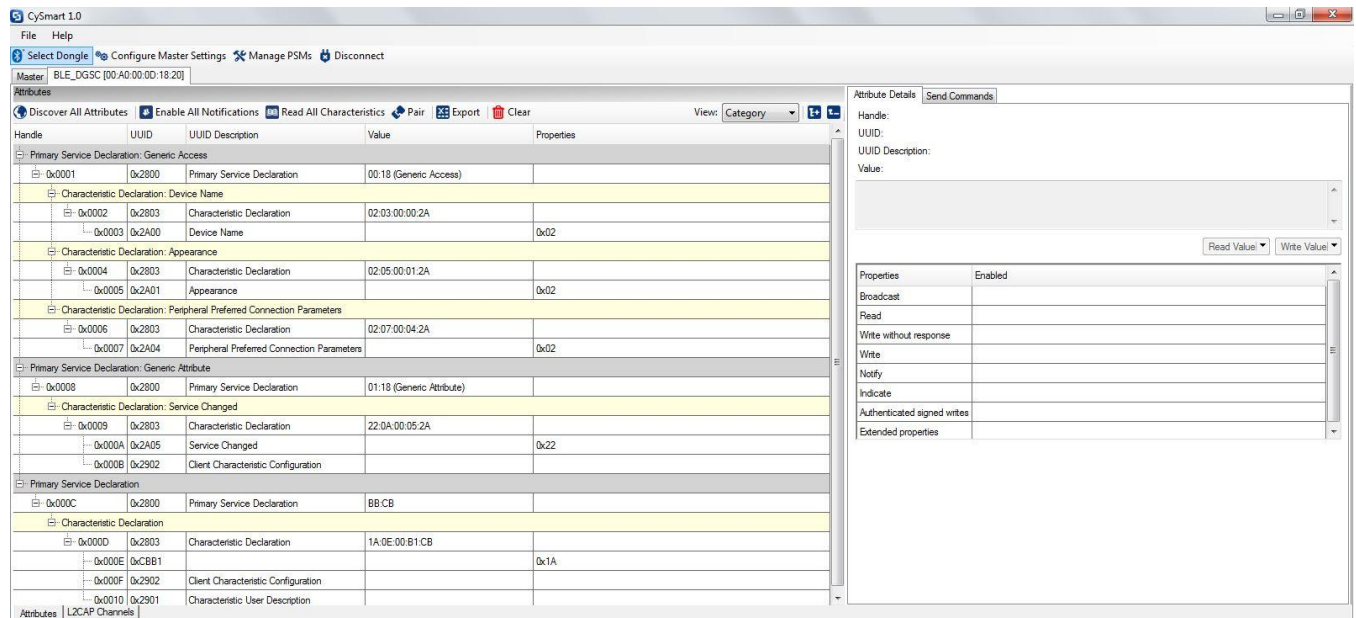 CySmart 1.0
File Help
Select Dongle Configure Master Settings Manage PSMs Disconnect
Master BLE_DGSC [00:A0:00:0D:18:20]
Attributes
Discover All Attributes Enable All Notifications Read All Characteristics Pair Export Clear View: Category
Handle UUID UUID Description Value Properties
Primary Service Declaration: Generic Access
0x0001 0x2800 Primary Service Declaration 00:18 (Generic Access)
Characteristic Declaration: Device Name
0x0002 0x2803 Characteristic Declaration 02:03:00:00:2A
0x0003 0x2A00 Device Name 0x02
Characteristic Declaration: Appearance
0x0004 0x2803 Characteristic Declaration 02:05:00:01:2A
0x0005 0x2A01 Appearance 0x02
Characteristic Declaration: Peripheral Preferred Connection Parameters
0x0006 0x2803 Characteristic Declaration 02:07:00:04:2A
0x0007 0x2A04 Peripheral Preferred Connection Parameters 0x02
Primary Service Declaration: Generic Attribute
0x0008 0x2800 Primary Service Declaration 01:18 (Generic Attribute)
Characteristic Declaration: Service Changed
0x0009 0x2803 Characteristic Declaration 22:0A:00:05:2A
0x000A 0x2A05 Service Changed 0x22
0x000B 0x2902 Client Characteristic Configuration
Primary Service Declaration
0x000C 0x2800 Primary Service Declaration BB:CB
Characteristic Declaration
0x000D 0x2803 Characteristic Declaration 1A:0E:00:B1:CB
0x000E 0xCBB1 0x1A
0x000F 0x2902 Client Characteristic Configuration
0x0010 0x2901 Characteristic User Description
Attributes L2CAP Channels
Attribute Details Send Commands
Handle:
UUID:
UUID Description:
Value:
Read Value Write Value
Properties Enabled
Broadcast
Read
Write without response
Write
Notify
Indicate
Authenticated signed writes
Extended properties